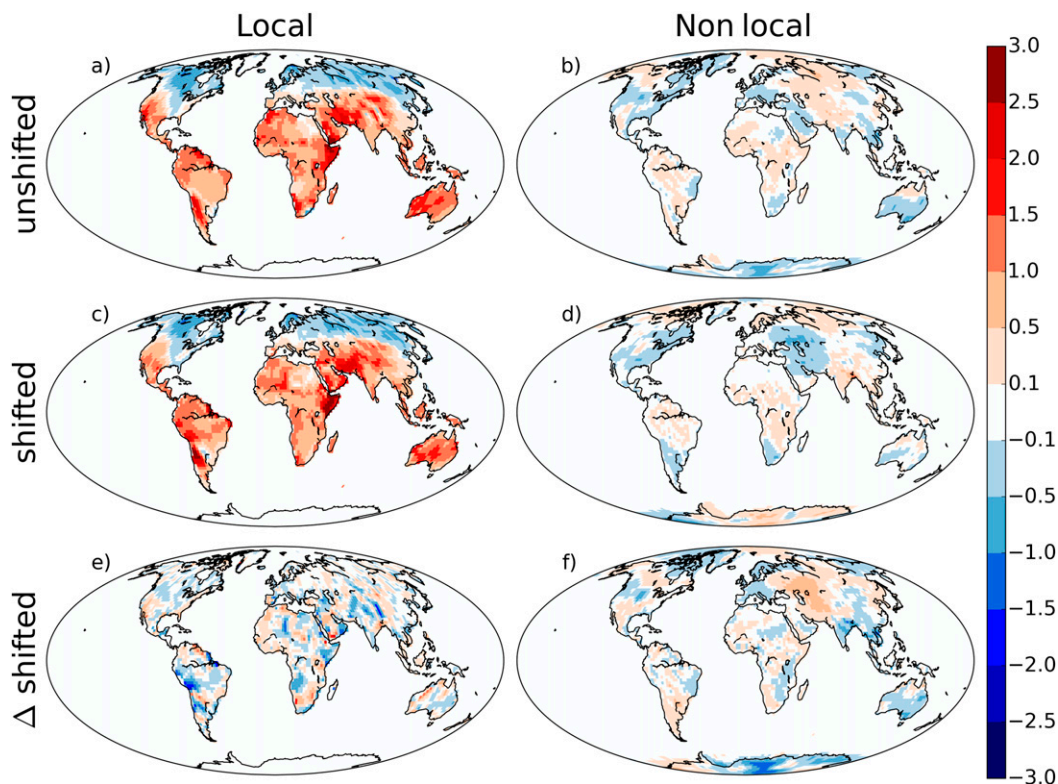 Local
Non local
unshifted
a)
b)
shifted
c)
d)
Δ shifted
e)
f)
3.0
2.5
2.0
1.5
1.0
0.5
0.1
−0.1
−0.5
−1.0
−1.5
−2.0
−2.5
−3.0